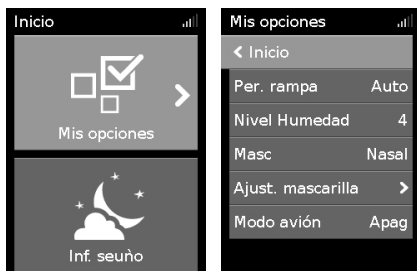 Inicio
Mis opciones
Inf. seuño
Mis opciones
< Inicio
Per. rampa Auto
Nivel Humedad 4
Masc Nasal
Ajust. mascarilla >
Modo avión Apag